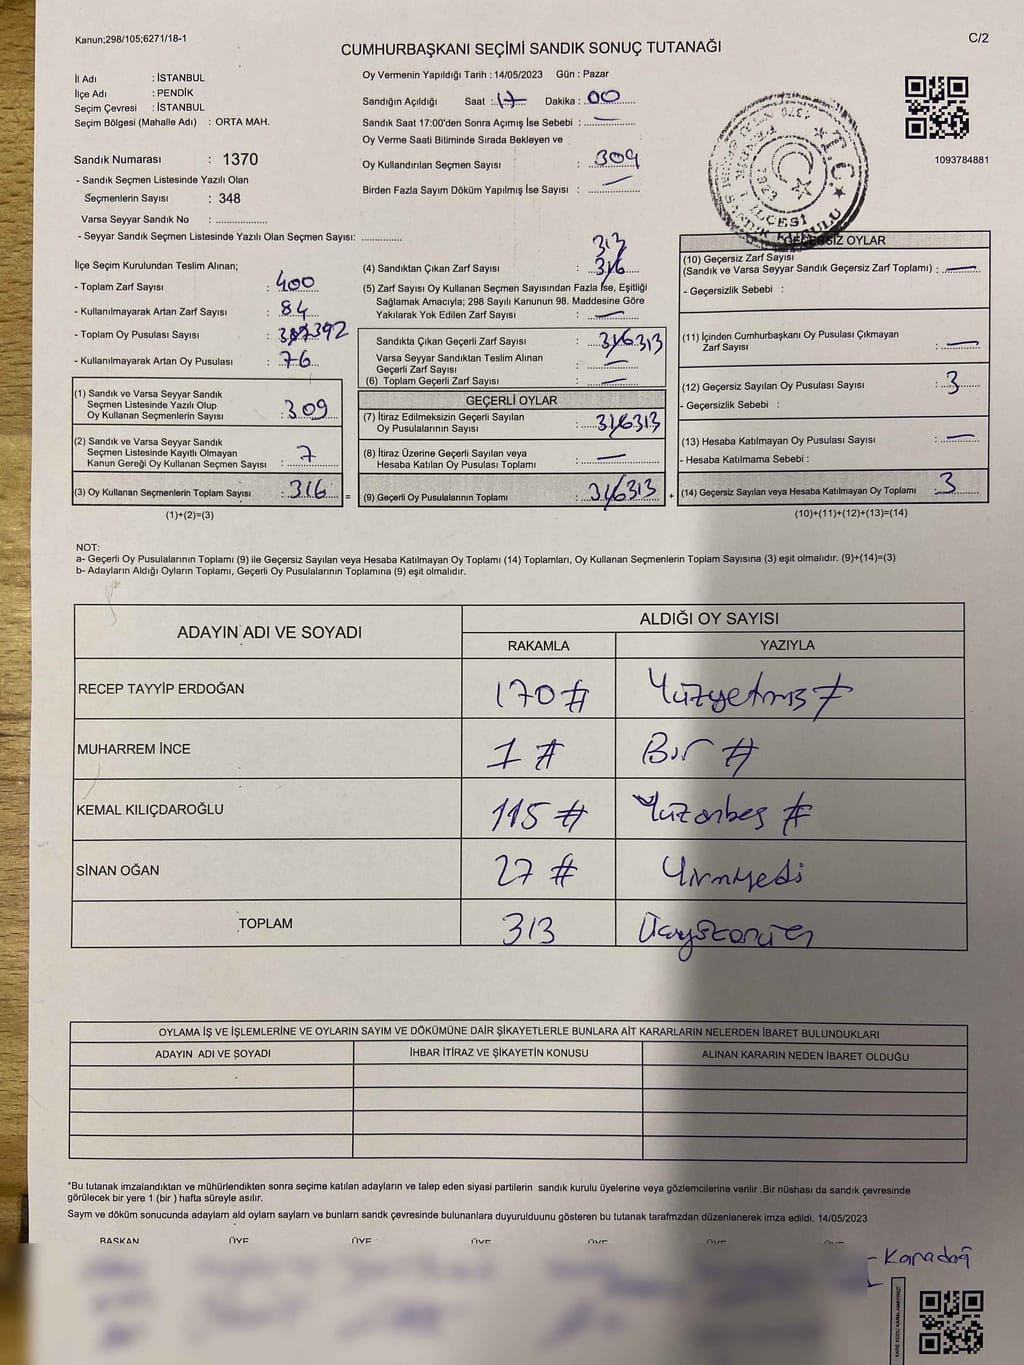 Kanun;298/105;6271/18-1
C/2
CUMHURBAŞKANI SEÇİMİ SANDIK SONUÇ TUTANAĞI
İl Adı : İSTANBUL
İlçe Adı : PENDİK
Seçim Çevresi : İSTANBUL
Seçim Bölgesi (Mahalle Adı) : ORTA MAH.
Sandık Numarası : 1370
- Sandık Seçmen Listesinde Yazılı Olan
Seçmenlerin Sayısı : 348
Varsa Seyyar Sandık No : ..................
- Seyyar Sandık Seçmen Listesinde Yazılı Olan Seçmen Sayısı: ..............
Oy Vermenin Yapıldığı Tarih : 14/05/2023 Gün : Pazar
Sandığın Açıldığı Saat : 17 Dakika : 00
Sandık Saat 17:00'den Sonra Açımış İse Sebebi : —
Oy Verme Saati Bitiminde Sırada Bekleyen ve
Oy Kullandırılan Seçmen Sayısı : 309
Birden Fazla Sayım Döküm Yapılmış İse Sayısı : —
T.C.
İLÇESİ
1093784881
İlçe Seçim Kurulundan Teslim Alınan;
- Toplam Zarf Sayısı : 400
- Kullanılmayarak Artan Zarf Sayısı : 84
- Toplam Oy Pusulası Sayısı : 392
- Kullanılmayarak Artan Oy Pusulası : 76
(1) Sandık ve Varsa Seyyar Sandık
Seçmen Listesinde Yazılı Olup
Oy Kullanan Seçmenlerin Sayısı : 309
(2) Sandık ve Varsa Seyyar Sandık
Seçmen Listesinde Kayıtlı Olmayan
Kanun Gereği Oy Kullanan Seçmen Sayısı : 7
(3) Oy Kullanan Seçmenlerin Toplam Sayısı : 316 =
(1)+(2)=(3)
313
(4) Sandıktan Çıkan Zarf Sayısı : 316
(5) Zarf Sayısı Oy Kullanan Seçmen Sayısından Fazla İse, Eşitliği
Sağlamak Amacıyla; 298 Sayılı Kanunun 98. Maddesine Göre
Yakılarak Yok Edilen Zarf Sayısı : —
Sandıkta Çıkan Geçerli Zarf Sayısı : 316 313
Varsa Seyyar Sandıktan Teslim Alınan
Geçerli Zarf Sayısı : —
(6) Toplam Geçerli Zarf Sayısı : —
GEÇERLİ OYLAR
(7) İtiraz Edilmeksizin Geçerli Sayılan
Oy Pusulalarının Sayısı : 316 313
(8) İtiraz Üzerine Geçerli Sayılan veya
Hesaba Katılan Oy Pusulası Toplamı : —
(9) Geçerli Oy Pusulalarının Toplamı : 316 313 +
GEÇERSİZ OYLAR
(10) Geçersiz Zarf Sayısı
(Sandık ve Varsa Seyyar Sandık Geçersiz Zarf Toplamı) : —
- Geçersizlik Sebebi :
(11) İçinden Cumhurbaşkanı Oy Pusulası Çıkmayan
Zarf Sayısı : —
(12) Geçersiz Sayılan Oy Pusulası Sayısı : 3
- Geçersizlik Sebebi :
(13) Hesaba Katılmayan Oy Pusulası Sayısı : —
- Hesaba Katılmama Sebebi :
(14) Geçersiz Sayılan veya Hesaba Katılmayan Oy Toplamı : 3
(10)+(11)+(12)+(13)=(14)
NOT:
a- Geçerli Oy Pusulalarının Toplamı (9) ile Geçersiz Sayılan veya Hesaba Katılmayan Oy Toplamı (14) Toplamları, Oy Kullanan Seçmenlerin Toplam Sayısına (3) eşit olmalıdır. (9)+(14)=(3)
b- Adayların Aldığı Oyların Toplamı, Geçerli Oy Pusulalarının Toplamına (9) eşit olmalıdır.
ADAYIN ADI VE SOYADI
ALDIĞI OY SAYISI
RAKAMLA YAZIYLA
RECEP TAYYİP ERDOĞAN 170 # Yüzyetmiş #
MUHARREM İNCE 1 # Bir #
KEMAL KILIÇDAROĞLU 115 # Yüzonbeş #
SİNAN OĞAN 27 # Yirmiyedi
TOPLAM 313 Üçyüzonüç
OYLAMA İŞ VE İŞLEMLERİNE VE OYLARIN SAYIM VE DÖKÜMÜNE DAİR ŞİKAYETLERLE BUNLARA AİT KARARLARIN NELERDEN İBARET BULUNDUKLARI
ADAYIN ADI VE SOYADI İHBAR İTİRAZ VE ŞİKAYETİN KONUSU ALINAN KARARIN NEDEN İBARET OLDUĞU
*Bu tutanak imzalandıktan ve mühürlendikten sonra seçime katılan adayların ve talep eden siyasi partilerin sandık kurulu üyelerine veya gözlemcilerine verilir .Bir nüshası da sandık çevresinde
görülecek bir yere 1 (bir ) hafta süreyle asılır.
Sayım ve döküm sonucunda adayların ald oyların sayları ve bunların sandk çevresinde bulunanlara duyurulduunu gösteren bu tutanak tarafmzdan düzenlenerek imza edildi. 14/05/2023
BAŞKAN ÜYE ÜYE ÜYE ÜYE ÜYE ÜYE
- Karadağ